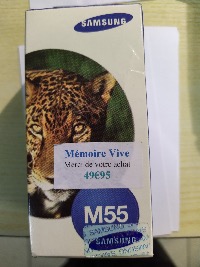 SAMSUNG
Mémoire Vive
Merci de votre achat
49€95
M55
SAMSUNG